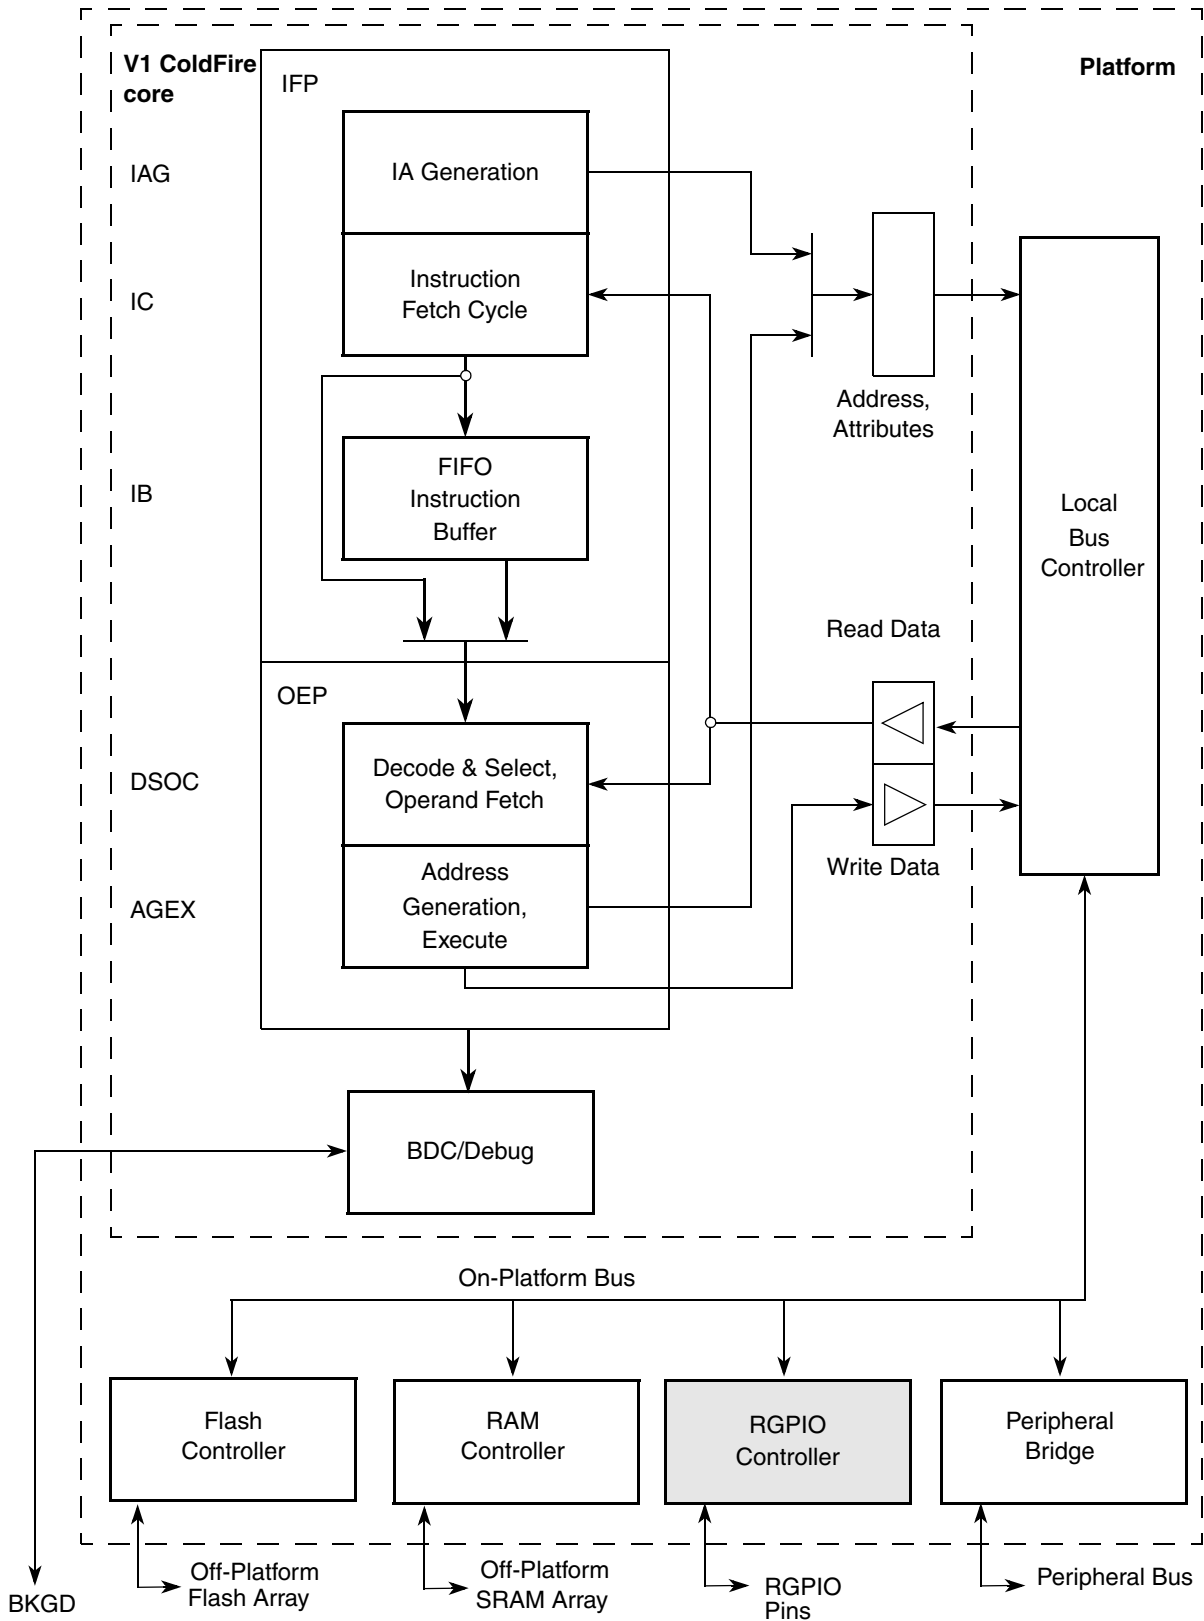 V1 ColdFire
core
IFP
Platform
IAG
IA Generation
IC
Instruction
Fetch Cycle
Address,
Attributes
IB
FIFO
Instruction
Buffer
Local
Bus
Controller
Read Data
OEP
DSOC
Decode & Select,
Operand Fetch
Write Data
AGEX
Address
Generation,
Execute
BDC/Debug
On-Platform Bus
Flash
Controller
RAM
Controller
RGPIO
Controller
Peripheral
Bridge
BKGD
Off-Platform
Flash Array
Off-Platform
SRAM Array
RGPIO
Pins
Peripheral Bus